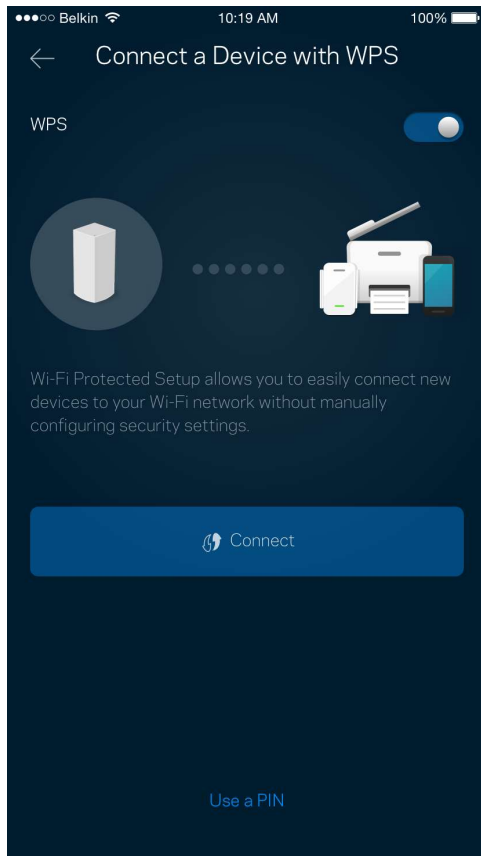 Belkin 10:19 AM 100%
Connect a Device with WPS
WPS
Wi-Fi Protected Setup allows you to easily connect new
devices to your Wi-Fi network without manually
configuring security settings.
Connect
Use a PIN